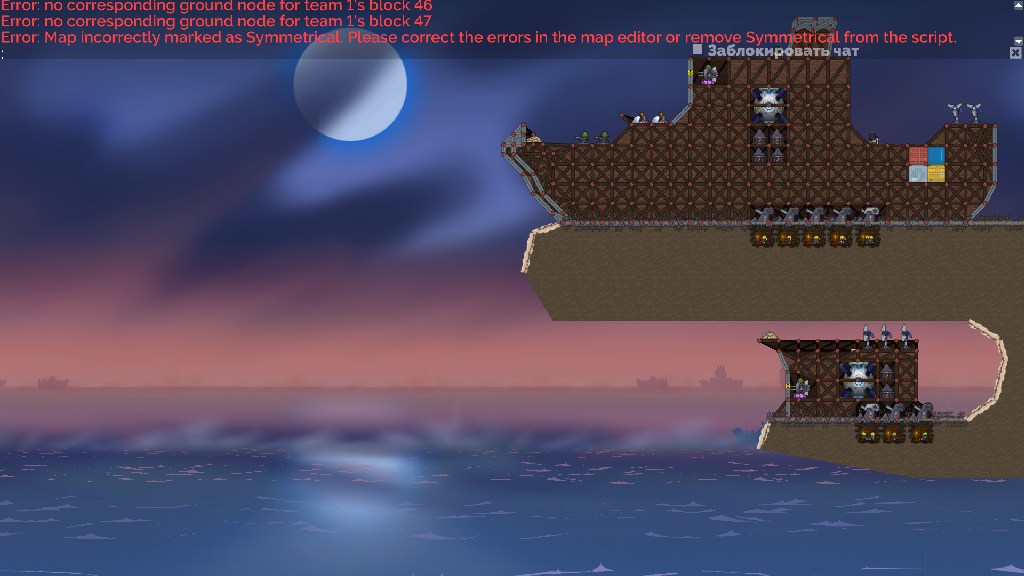 Error: no corresponding ground node for team 1's block 46
Error: no corresponding ground node for team 1's block 47
Error: Map incorrectly marked as Symmetrical. Please correct the errors in the map editor or remove Symmetrical from the script.
Заблокировать чат
: